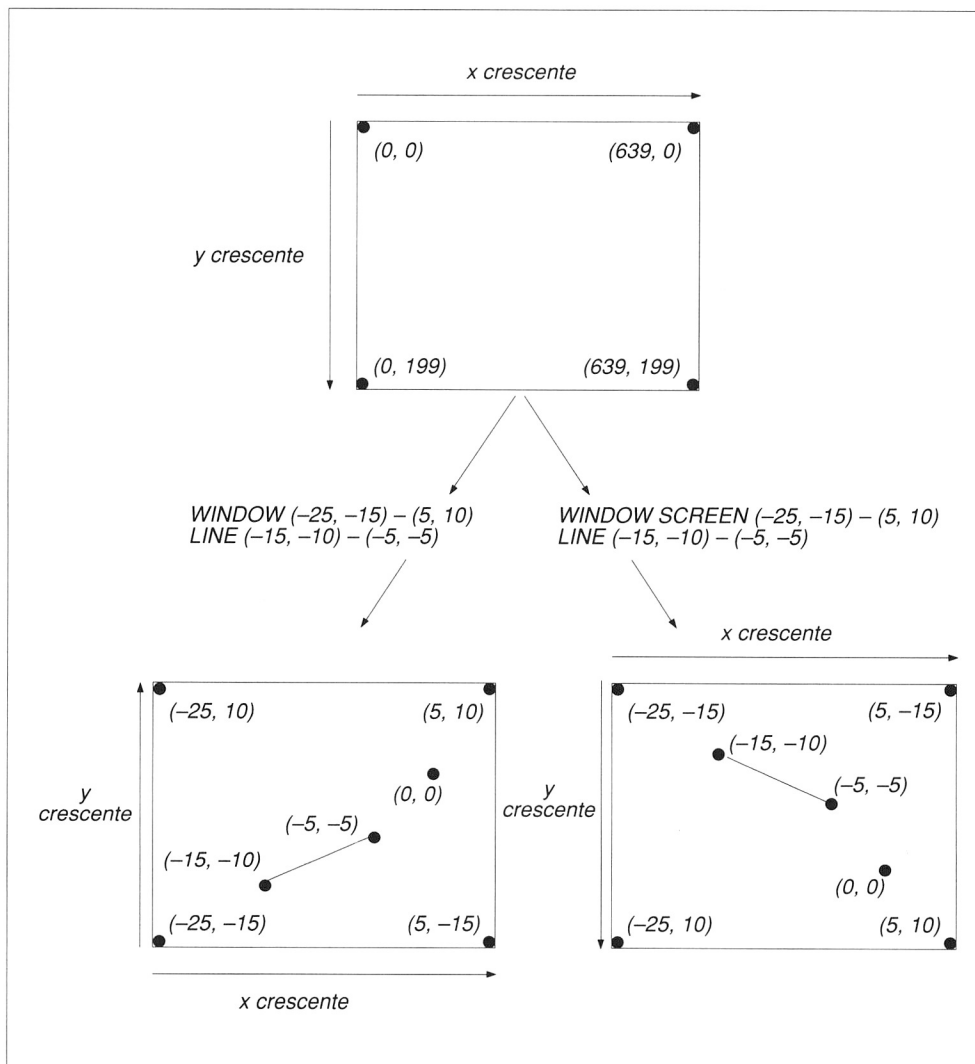 x crescente
(0, 0)
(639, 0)
y crescente
(0, 199)
(639, 199)
WINDOW (–25, –15) – (5, 10)
LINE (–15, –10) – (–5, –5)
WINDOW SCREEN (–25, –15) – (5, 10)
LINE (–15, –10) – (–5, –5)
(–25, 10)
(5, 10)
y
crescente
(0, 0)
(–5, –5)
(–15, –10)
(–25, –15)
(5, –15)
x crescente
x crescente
(–25, –15)
(5, –15)
(–15, –10)
y
crescente
(–5, –5)
(0, 0)
(–25, 10)
(5, 10)